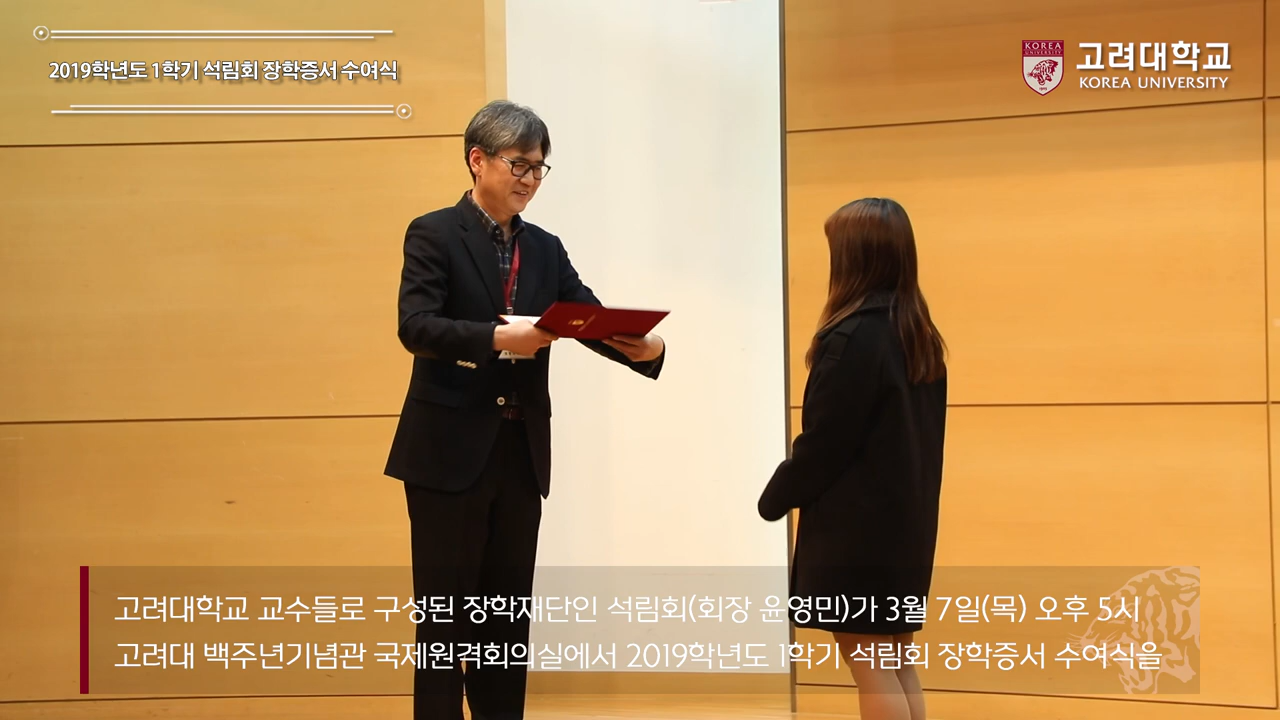 2019학년도 1학기 석림회 장학증서 수여식
KOREA
UNIVERSITY
1905
고려대학교
KOREA UNIVERSITY
고려대학교 교수들로 구성된 장학재단인 석림회(회장 윤영민)가 3월 7일(목) 오후 5시
고려대 백주년기념관 국제원격회의실에서 2019학년도 1학기 석림회 장학증서 수여식을